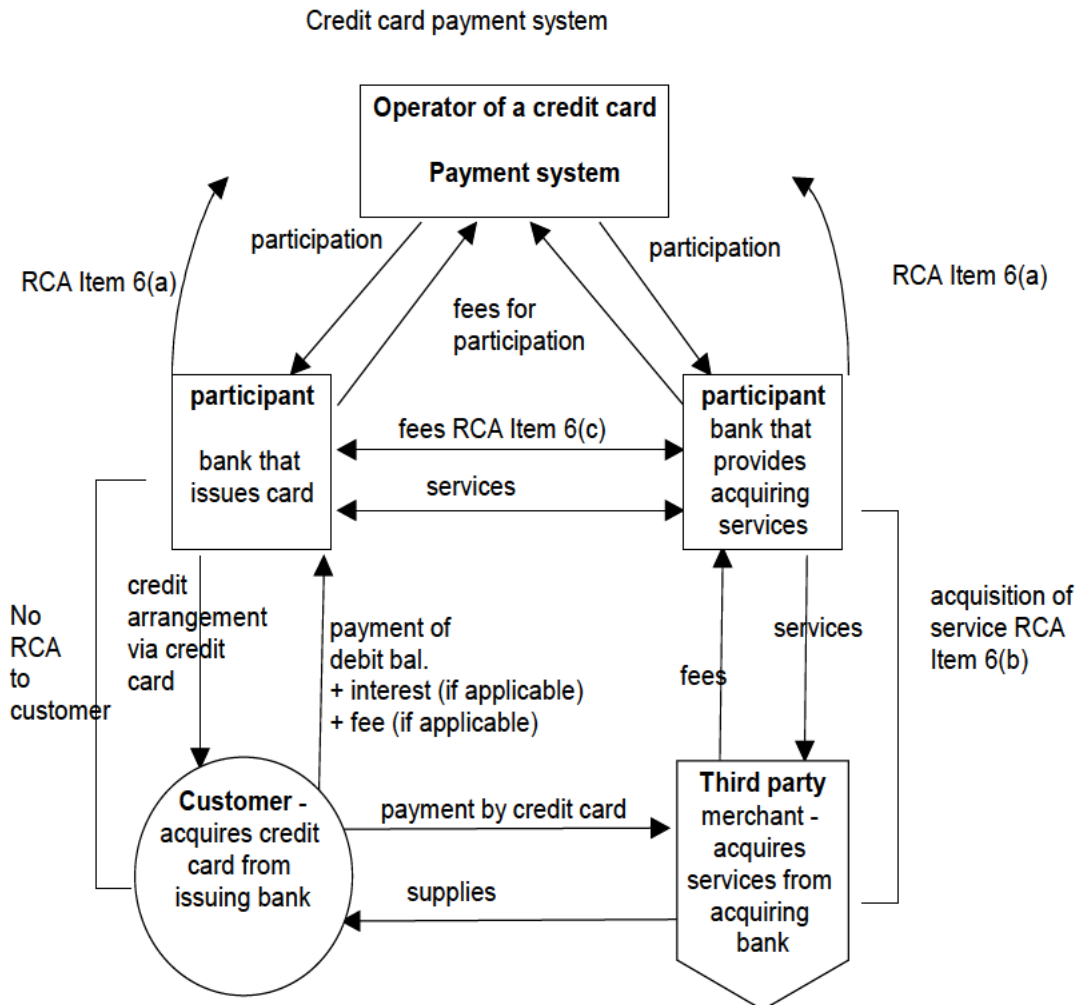 Credit card payment system
Operator of a credit card
Payment system
participation
participation
RCA Item 6(a)
RCA Item 6(a)
fees for
participation
participant
bank that
issues card
participant
bank that
provides
acquiring
services
fees RCA Item 6(c)
services
No
RCA
to
customer
credit
arrangement
via credit
card
payment of
debit bal.
+ interest (if applicable)
+ fee (if applicable)
fees
services
acquisition of
service RCA
Item 6(b)
Customer -
acquires credit
card from
issuing bank
payment by credit card
supplies
Third party
merchant -
acquires
services from
acquiring
bank